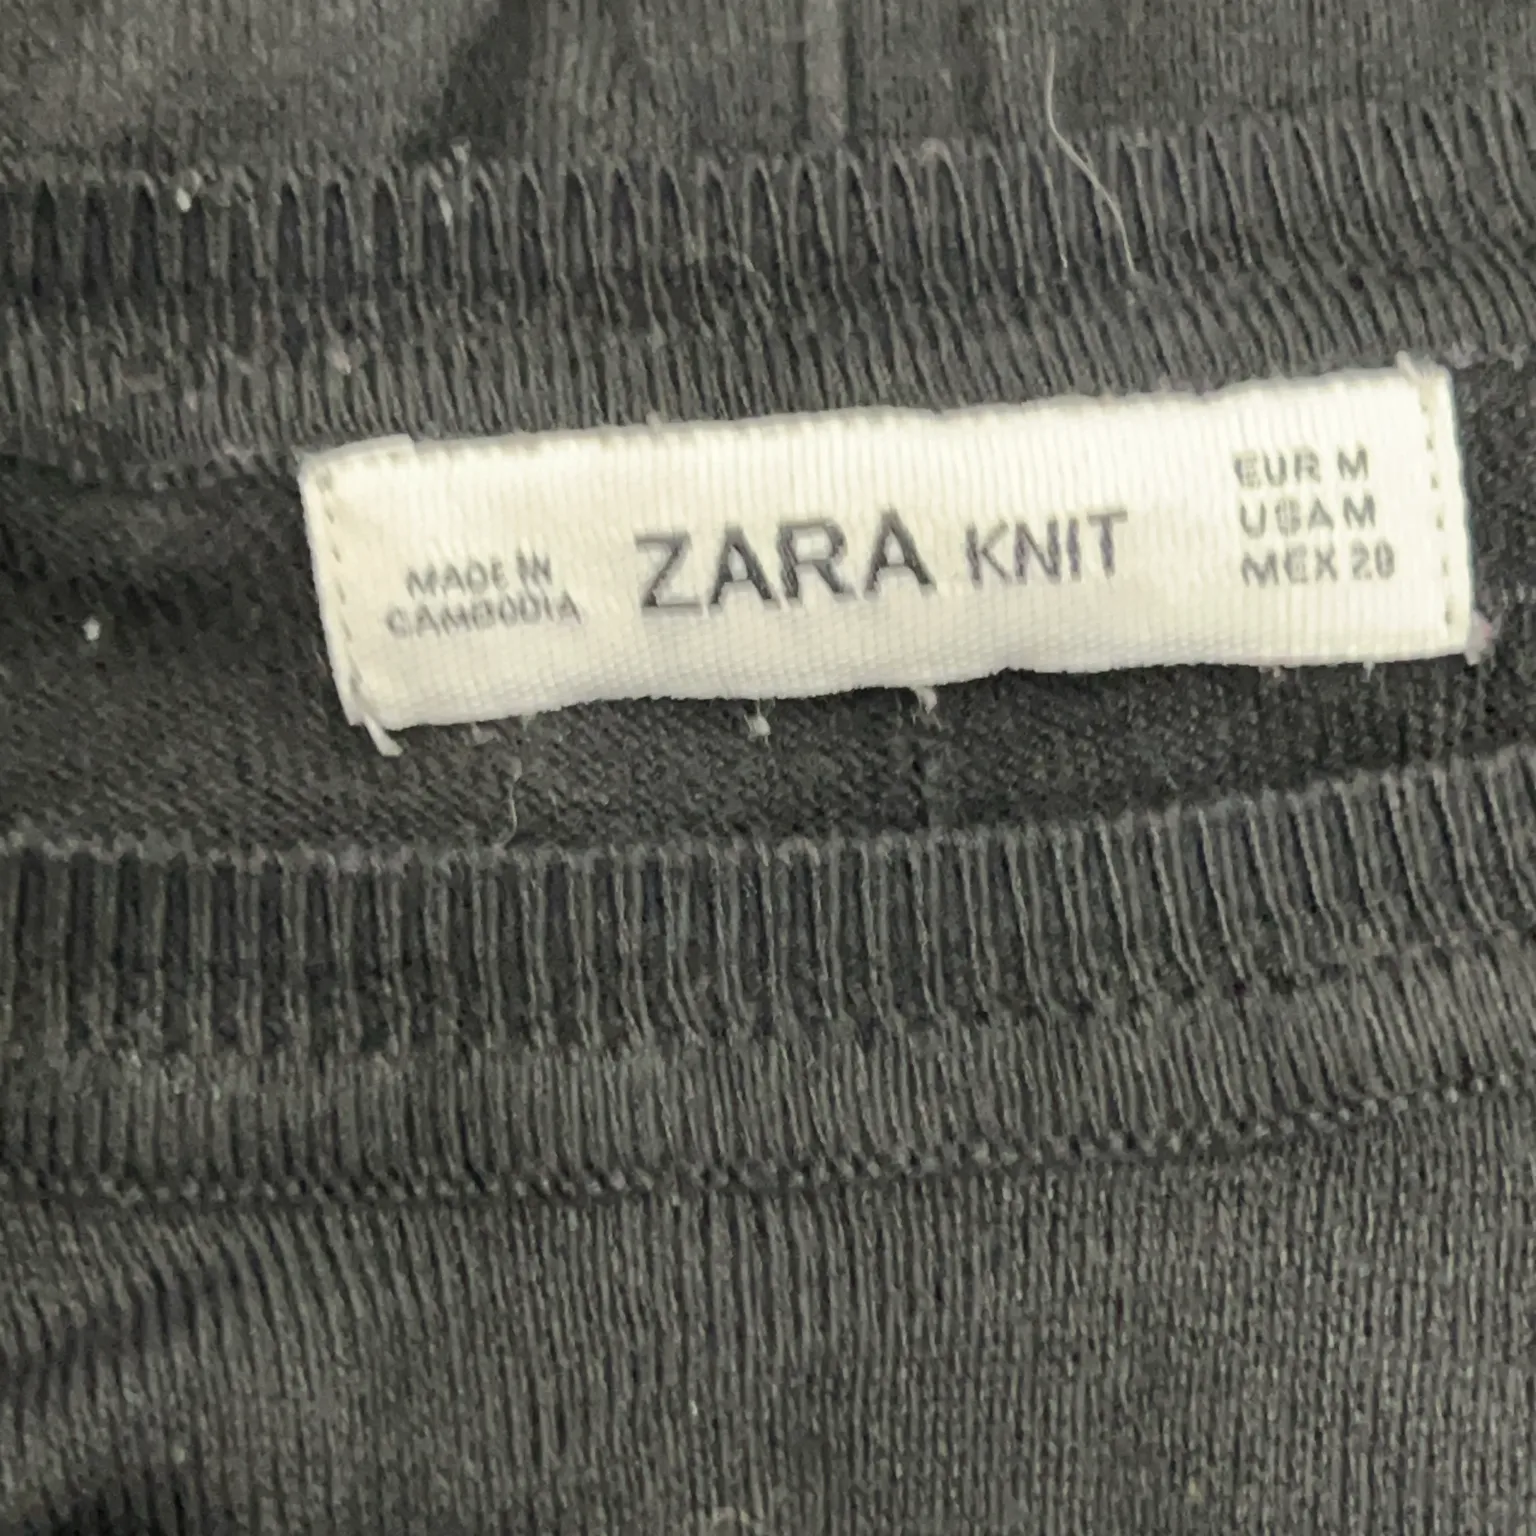 MADE IN
CAMBODIA
ZARA KNIT
EUR M
USA M
MEX 28